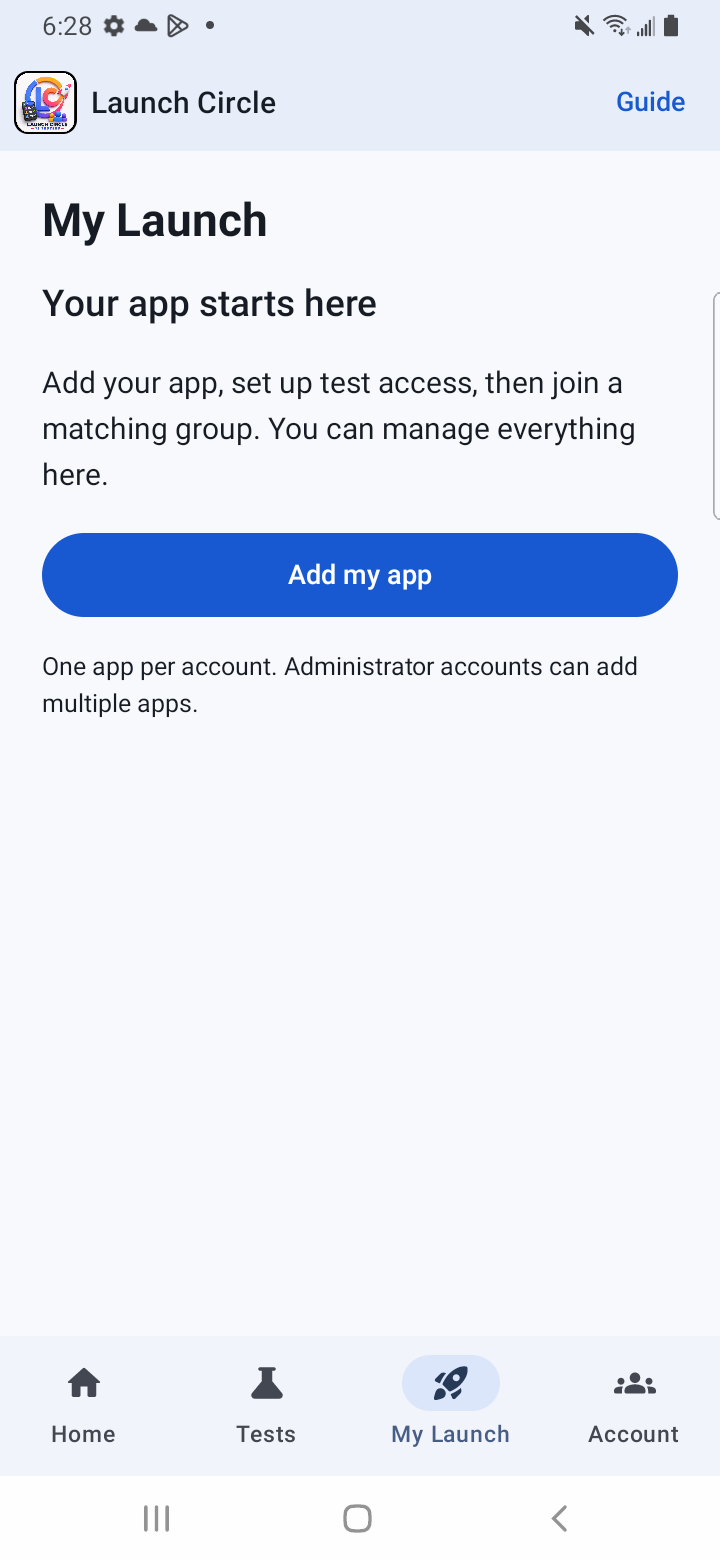 6:28
LAUNCH CIRCLE
Launch Circle
Guide
My Launch
Your app starts here
Add your app, set up test access, then join a
matching group. You can manage everything
here.
Add my app
One app per account. Administrator accounts can add
multiple apps.
Home
Tests
My Launch
Account